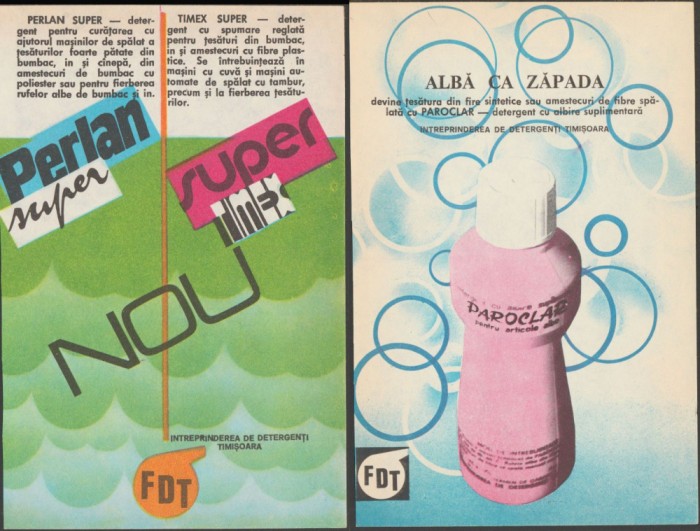 PERLAN SUPER — deter-
gent pentru curățarea cu
ajutorul mașinilor de spălat a
țesăturilor foarte pătate din
bumbac, in și cînepă, din
amestecuri de bumbac cu
poliester sau pentru fierberea
rufelor albe de bumbac și in.
TIMEX SUPER — deter-
gent cu spumare reglată
pentru țesături din bumbac,
in și amestecuri cu fibre plas-
tice. Se întrebuințează în
mașini cu cuvă și mașini au-
tomate de spălat cu tambur,
precum și la fierberea țesătu-
rilor.
Perlan
super
super
TIMEX
NOU
INTREPRINDEREA DE DETERGENȚI
TIMIȘOARA
FDT
ALBĂ CA ZĂPADA
devine țesătura din fire sintetice sau amestecuri de fibre spă-
lată cu PAROCLAR — detergent cu albire suplimentară
INTREPRINDEREA DE DETERGENȚI TIMIȘOARA
PAROCLAR
pentru articole albe
FDT